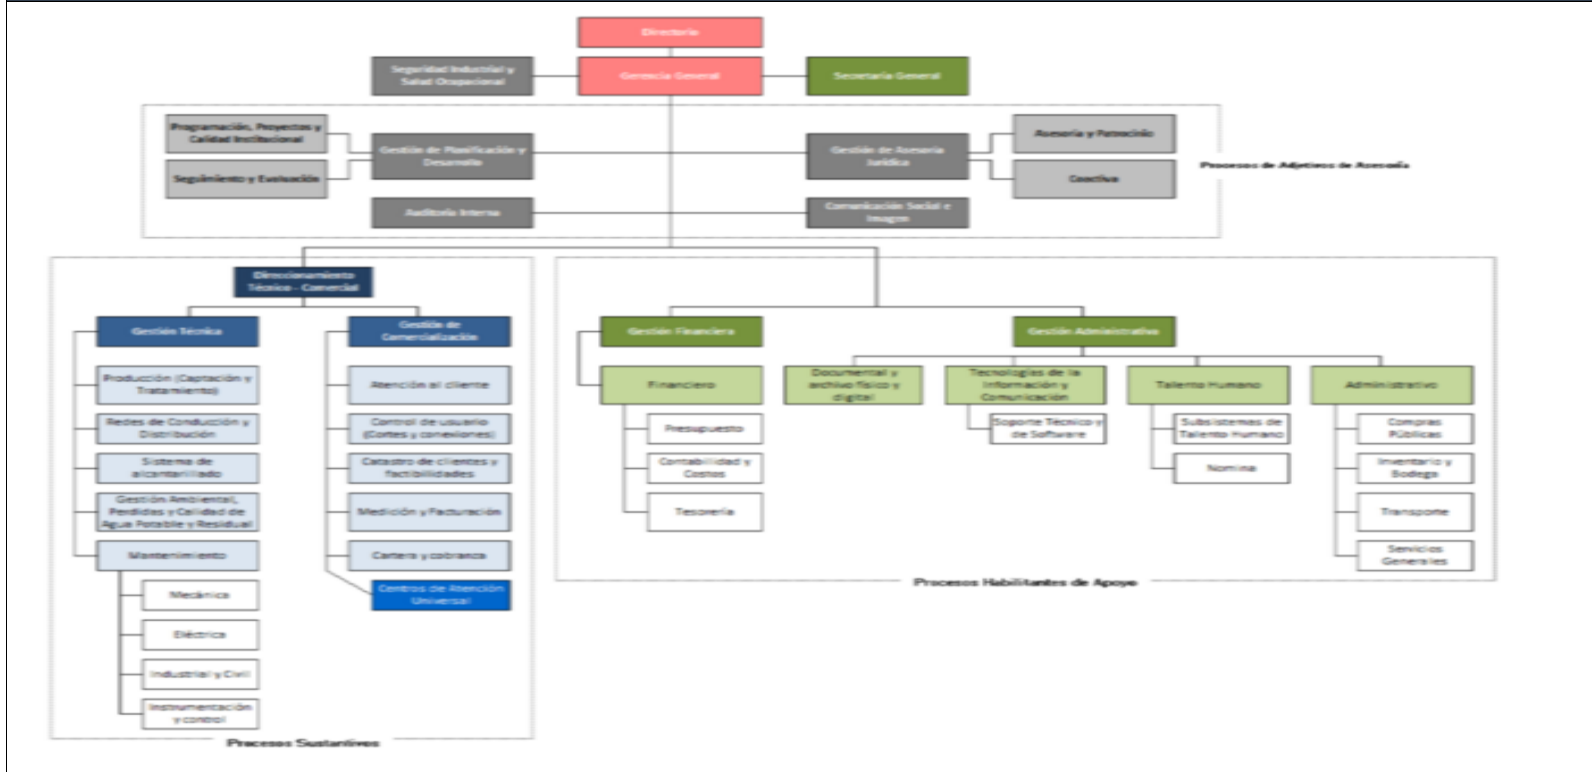 Directorio
Seguridad Industrial y
Salud Ocupacional
Gerencia General
Secretaría General
Programación, Proyectos y
Calidad Institucional
Seguimiento y Evaluación
Gestión de Planificación y
Desarrollo
Gestión de Asesoría
Jurídica
Asesoría y Patrocinio
Coactiva
Procesos de Adjetivos de Asesoría
Auditoría Interna
Comunicación Social e
Imagen
Direccionamiento
Técnico - Comercial
Gestión Técnica
Gestión de
Comercialización
Producción (Captación y
Tratamiento)
Redes de Conducción y
Distribución
Sistema de
alcantarillado
Gestión Ambiental,
Perdidas y Calidad de
Agua Potable y Residual
Mantenimiento
Mecánica
Eléctrica
Industrial y Civil
Instrumentación
y control
Atención al cliente
Control de usuario
(Cortes y conexiones)
Catastro de clientes y
factibilidades
Medición y Facturación
Cartera y cobranza
Centros de Atención
Universal
Procesos Sustantivos
Gestión Financiera
Gestión Administrativa
Financiero
Presupuesto
Contabilidad y
Costos
Tesorería
Documental y
archivo físico y
digital
Tecnologías de la
Información y
Comunicación
Soporte Técnico y
de Software
Talento Humano
Subsistemas de
Talento Humano
Nomina
Administrativo
Compras
Públicas
Inventario y
Bodega
Transporte
Servicios
Generales
Procesos Habilitantes de Apoyo